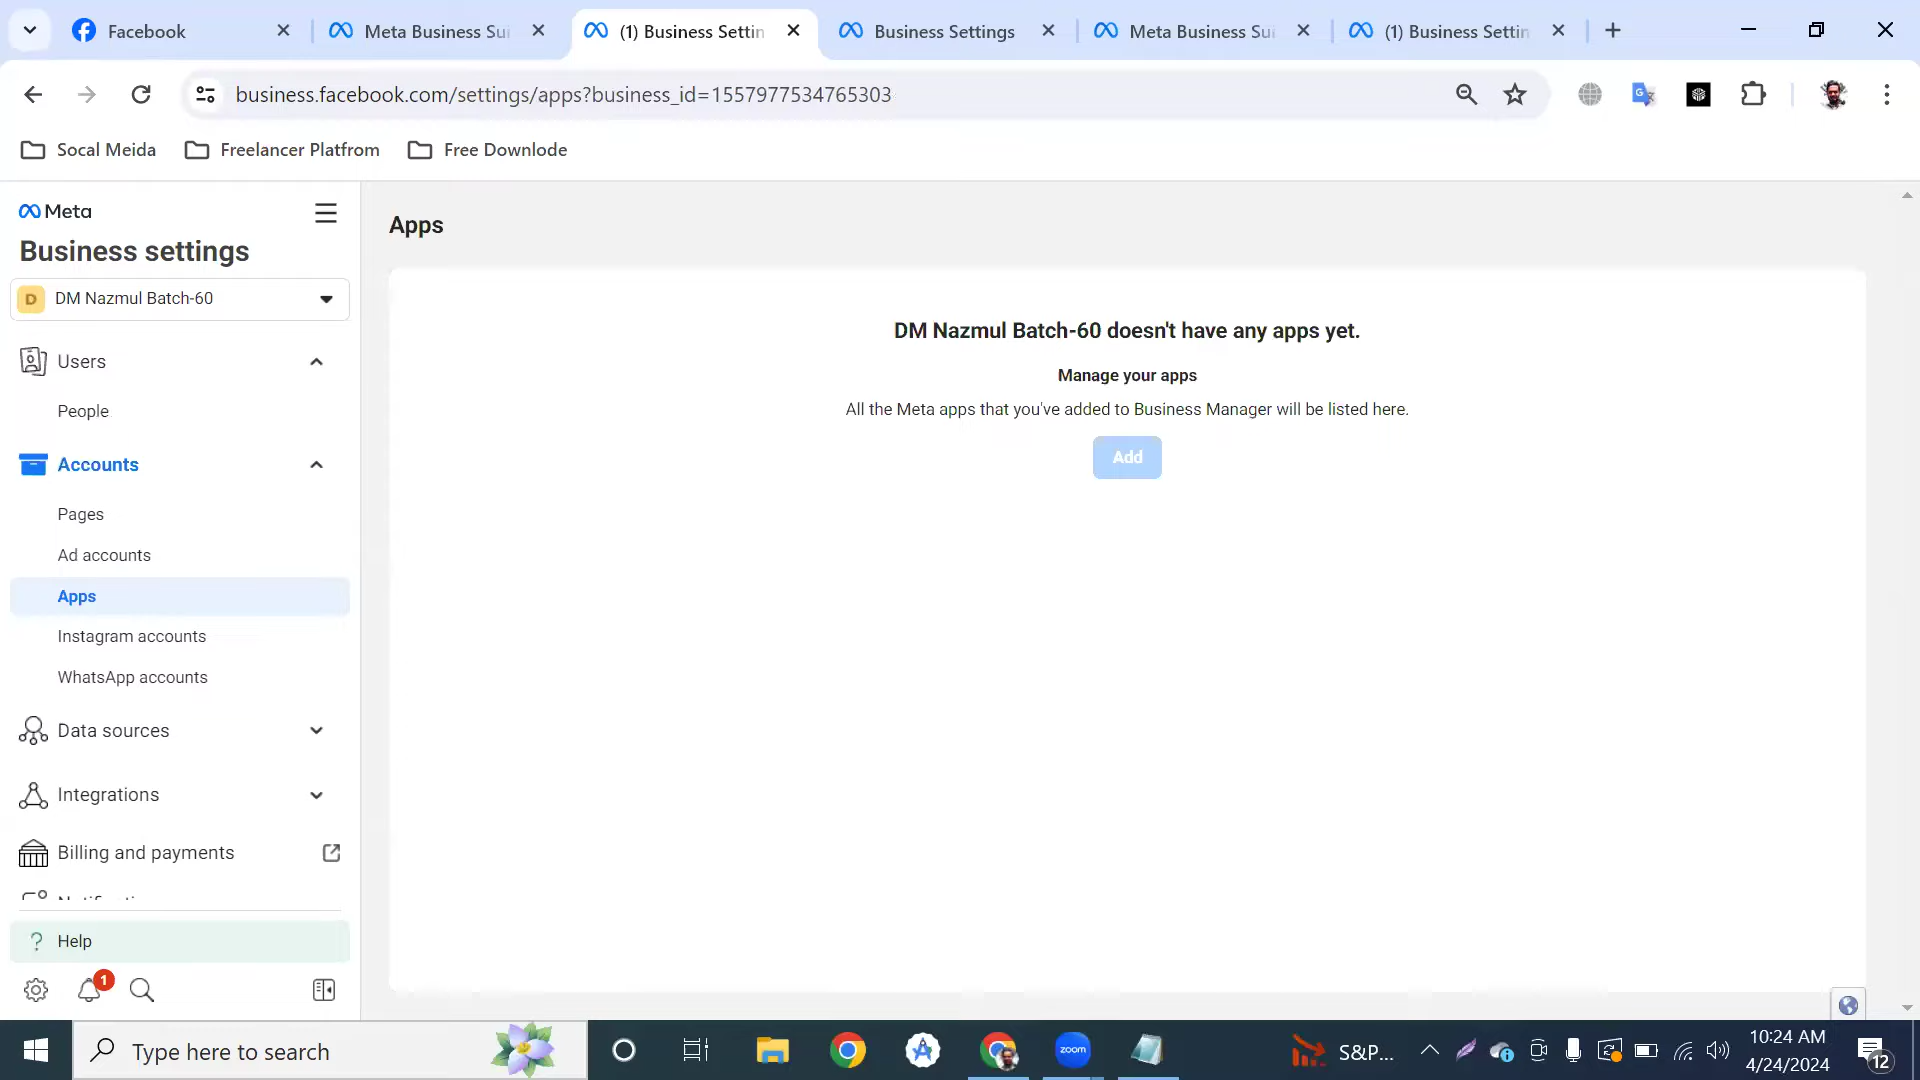 Facebook
Meta Business Sui
(1) Business Settin
Business Settings
Meta Business Sui
(1) Business Settin
business.facebook.com/settings/apps?business_id=1557977534765303
Socal Meida
Freelancer Platfrom
Free Downlode
Meta
Business settings
D
DM Nazmul Batch-60
Users
People
Accounts
Pages
Ad accounts
Apps
Instagram accounts
WhatsApp accounts
Data sources
Integrations
Billing and payments
Help
1
Apps
DM Nazmul Batch-60 doesn't have any apps yet.
Manage your apps
All the Meta apps that you've added to Business Manager will be listed here.
Add
Type here to search
zoom
S&P...
10:24 AM
4/24/2024
12